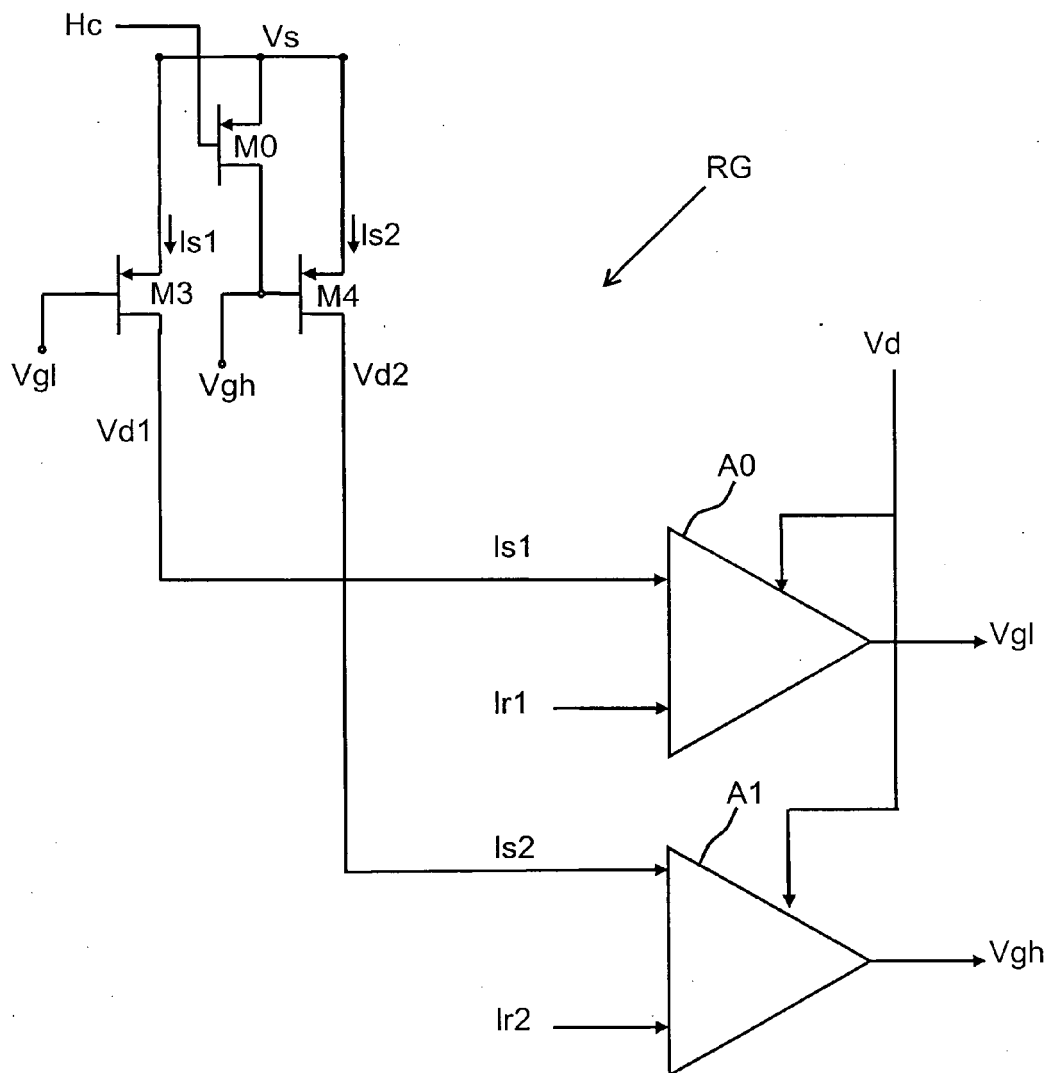 Hc
Vs
M0
RG
Is1
Is2
M3
M4
Vgl
Vgh
Vd2
Vd
Vd1
A0
Is1
Vgl
Ir1
A1
Is2
Vgh
Ir2